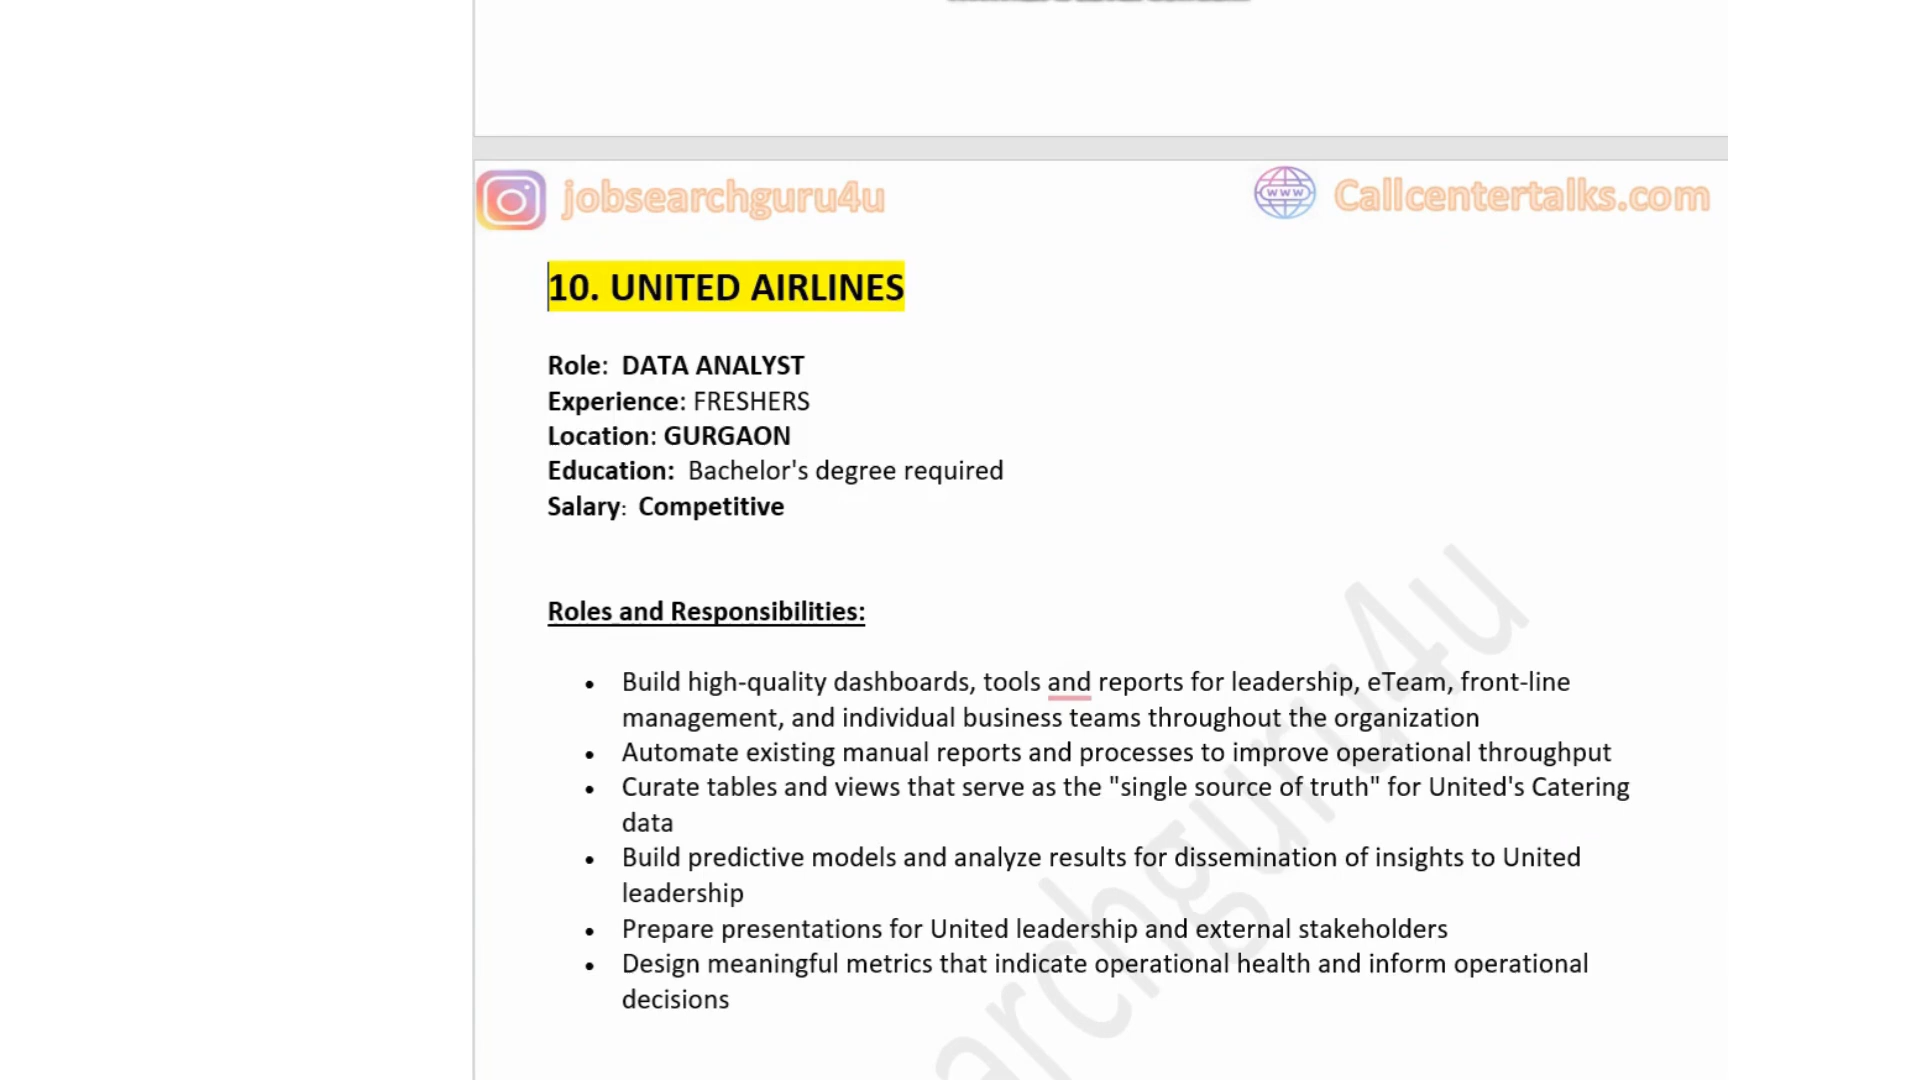 jobsearchguru4u
www
Callcentertalks.com
10. UNITED AIRLINES
Role: DATA ANALYST
Experience: FRESHERS
Location: GURGAON
Education: Bachelor's degree required
Salary: Competitive
Roles and Responsibilities:
• Build high-quality dashboards, tools and reports for leadership, eTeam, front-line
management, and individual business teams throughout the organization
• Automate existing manual reports and processes to improve operational throughput
• Curate tables and views that serve as the "single source of truth" for United's Catering
data
• Build predictive models and analyze results for dissemination of insights to United
leadership
• Prepare presentations for United leadership and external stakeholders
• Design meaningful metrics that indicate operational health and inform operational
decisions
archguru4u